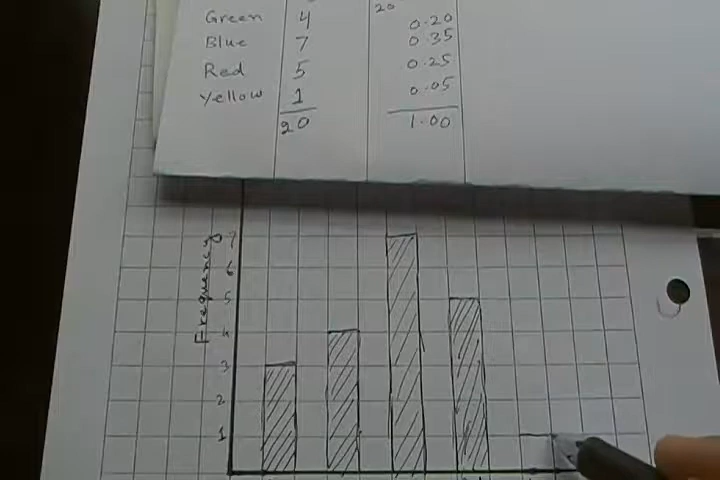 20
Green 4 0.20
Blue 7 0.35
Red 5 0.25
Yellow 1 0.05
20 1.00
Frequency
7
6
5
4
3
2
1